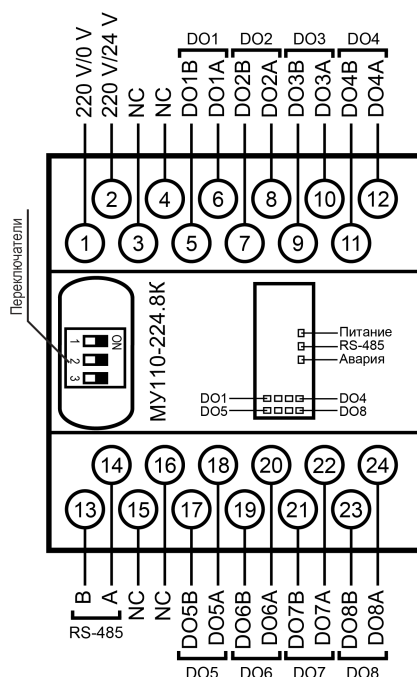 DO1 DO2 DO3 DO4
220 V/0 V
220 V/24 V
NC
NC
DO1B
DO1A
DO2B
DO2A
DO3B
DO3A
DO4B
DO4A
2 4 6 8 10 12
1 3 5 7 9 11
Переключатели
ON
1
2
3
МУ110-224.8К
Питание
RS-485
Авария
DO1 DO4
DO5 DO8
14 16 18 20 22 24
13 15 17 19 21 23
B
A
NC
NC
DO5B
DO5A
DO6B
DO6A
DO7B
DO7A
DO8B
DO8A
RS-485
DO5 DO6 DO7 DO8